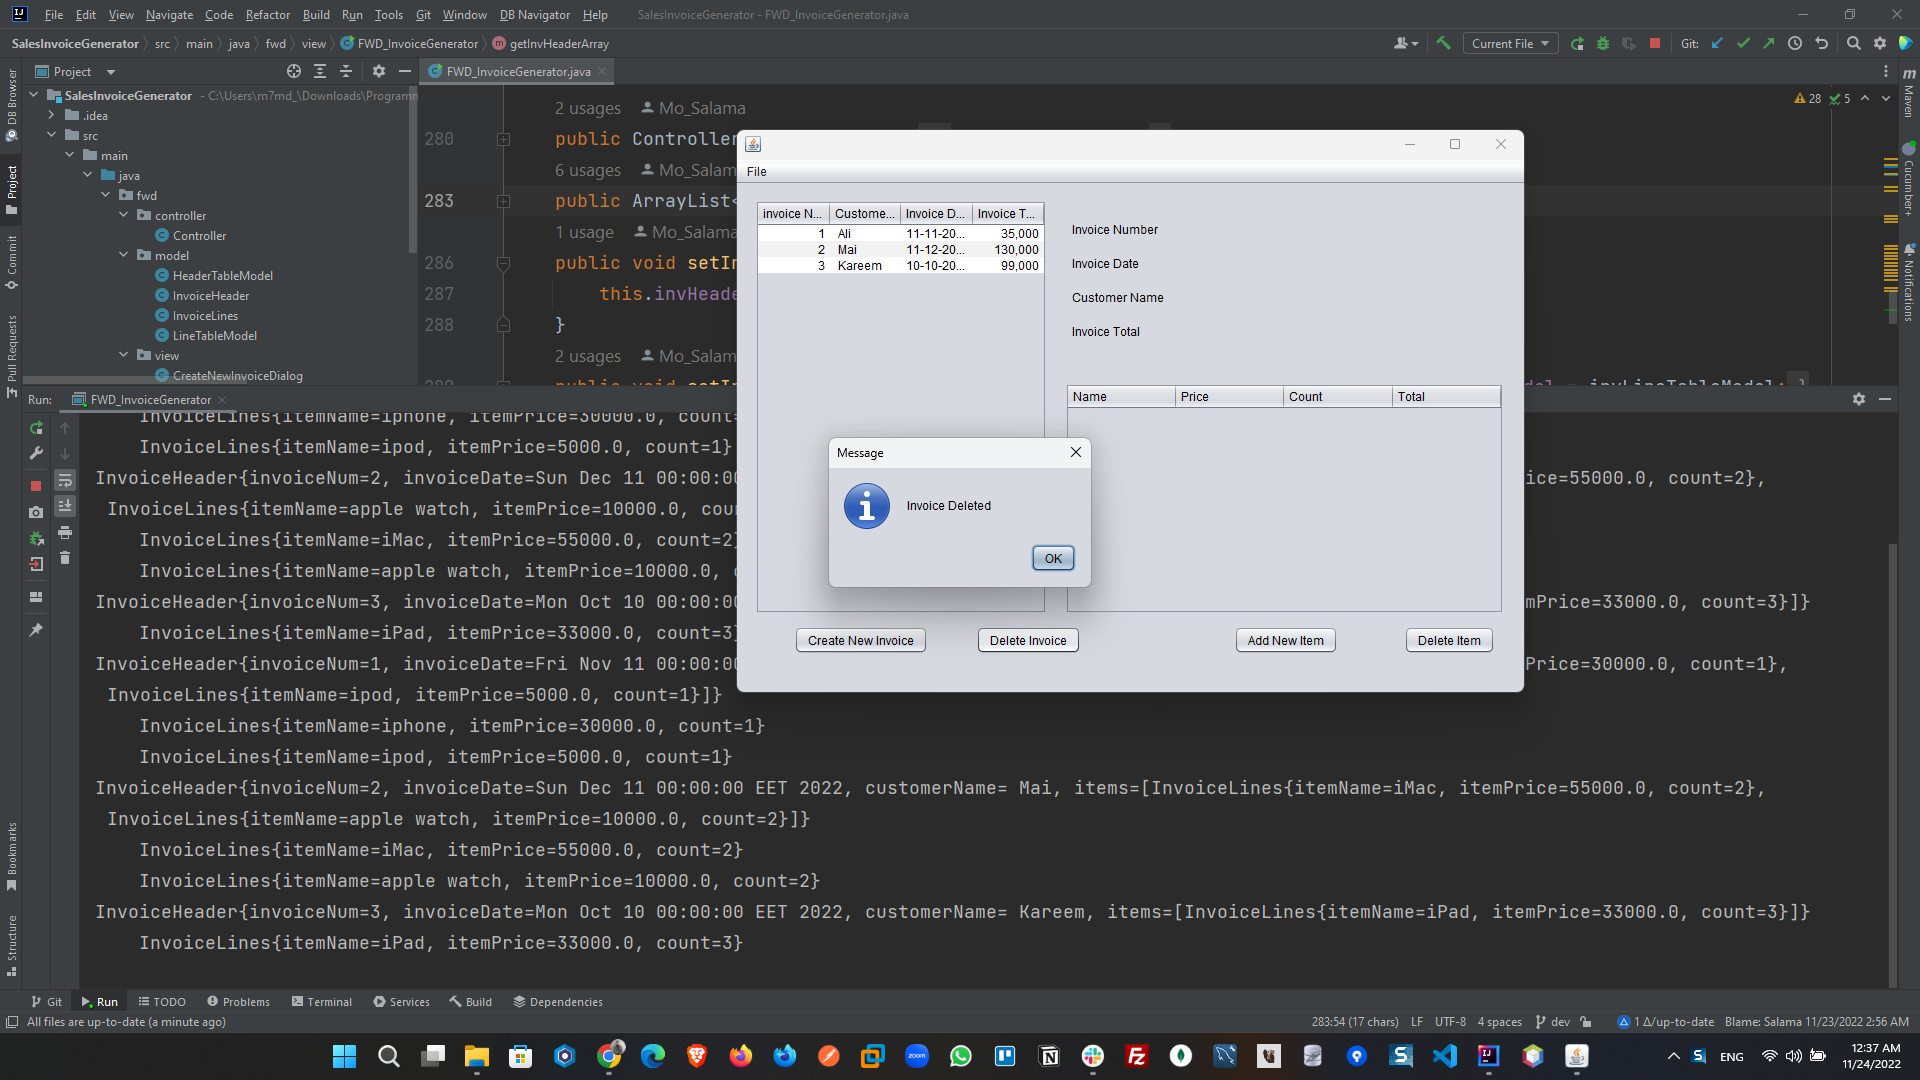 File Edit View Navigate Code Refactor Build Run Tools Git Window DB Navigator Help SalesInvoiceGenerator - FWD_InvoiceGenerator.java
SalesInvoiceGenerator src main java fwd view FWD_InvoiceGenerator getInvHeaderArray Current File Git:
Project FWD_InvoiceGenerator.java
SalesInvoiceGenerator - C:\Users\m7md_\Downloads\Programm
.idea
src
main
java
fwd
controller
Controller
model
HeaderTableModel
InvoiceHeader
InvoiceLines
LineTableModel
view
CreateNewInvoiceDialog
DB Browser
Project
Commit
Pull Requests
Bookmarks
Structure
Maven
Cucumber+
Notifications
28 5
2 usages Mo_Salama
280 public Controller
6 usages Mo_Salam
283 public ArrayList<
1 usage Mo_Salama
286 public void setIn
287 this.invHeade
288 }
2 usages Mo_Salam
File
invoice N... Custome... Invoice D... Invoice T...
1 Ali 11-11-20... 35,000
2 Mai 11-12-20... 130,000
3 Kareem 10-10-20... 99,000
Invoice Number
Invoice Date
Customer Name
Invoice Total
Name Price Count Total
Message
Invoice Deleted
OK
Create New Invoice Delete Invoice Add New Item Delete Item
Run: FWD_InvoiceGenerator
InvoiceLines{itemName=iphone, itemPrice=30000.0, count=
InvoiceLines{itemName=ipod, itemPrice=5000.0, count=1}
InvoiceHeader{invoiceNum=2, invoiceDate=Sun Dec 11 00:00:00 ice=55000.0, count=2},
InvoiceLines{itemName=apple watch, itemPrice=10000.0, cou
InvoiceLines{itemName=iMac, itemPrice=55000.0, count=2}
InvoiceLines{itemName=apple watch, itemPrice=10000.0, c
InvoiceHeader{invoiceNum=3, invoiceDate=Mon Oct 10 00:00:00 mPrice=33000.0, count=3}]}
InvoiceLines{itemName=iPad, itemPrice=33000.0, count=3}
InvoiceHeader{invoiceNum=1, invoiceDate=Fri Nov 11 00:00:00 Price=30000.0, count=1},
InvoiceLines{itemName=ipod, itemPrice=5000.0, count=1}]}
InvoiceLines{itemName=iphone, itemPrice=30000.0, count=1}
InvoiceLines{itemName=ipod, itemPrice=5000.0, count=1}
InvoiceHeader{invoiceNum=2, invoiceDate=Sun Dec 11 00:00:00 EET 2022, customerName= Mai, items=[InvoiceLines{itemName=iMac, itemPrice=55000.0, count=2},
InvoiceLines{itemName=apple watch, itemPrice=10000.0, count=2}]}
InvoiceLines{itemName=iMac, itemPrice=55000.0, count=2}
InvoiceLines{itemName=apple watch, itemPrice=10000.0, count=2}
InvoiceHeader{invoiceNum=3, invoiceDate=Mon Oct 10 00:00:00 EET 2022, customerName= Kareem, items=[InvoiceLines{itemName=iPad, itemPrice=33000.0, count=3}]}
InvoiceLines{itemName=iPad, itemPrice=33000.0, count=3}
Git Run TODO Problems Terminal Services Build Dependencies
All files are up-to-date (a minute ago) 283:54 (17 chars) LF UTF-8 4 spaces dev 1 Δ/up-to-date Blame: Salama 11/23/2022 2:56 AM
zoom ENG 12:37 AM
11/24/2022